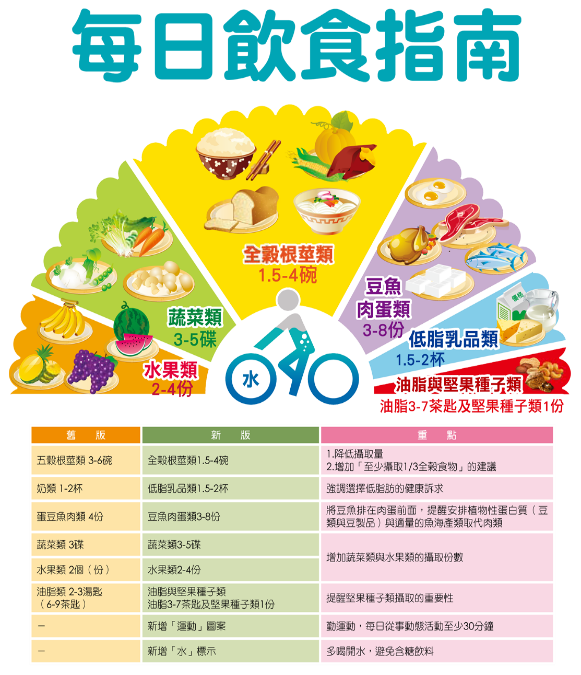 每日飲食指南
全穀根莖類
1.5-4碗
豆魚
肉蛋類
3-8份
蔬菜類
3-5碟
低脂乳品類
1.5-2杯
水果類
2-4份
水
油脂與堅果種子類
油脂3-7茶匙及堅果種子類1份
舊 版 新 版 重 點
五穀根莖類 3-6碗 全穀根莖類1.5-4碗 1.降低攝取量
2.增加「至少攝取1/3全穀食物」的建議
奶類 1-2杯 低脂乳品類1.5-2杯 強調選擇低脂肪的健康訴求
蛋豆魚肉類 4份 豆魚肉蛋類3-8份 將豆魚排在肉蛋前面，提醒安排植物性蛋白質（豆
類與豆製品）與適量的魚海產類取代肉類
蔬菜類 3碟 蔬菜類3-5碟
增加蔬菜類與水果類的攝取份數
水果類 2個（份） 水果類2-4份
油脂類 2-3湯匙
（6-9茶匙） 油脂與堅果種子類
油脂3-7茶匙及堅果種子類1份 提醒堅果種子類攝取的重要性
– 新增「運動」圖案 勤運動，每日從事動態活動至少30分鐘
– 新增「水」標示 多喝開水，避免含糖飲料